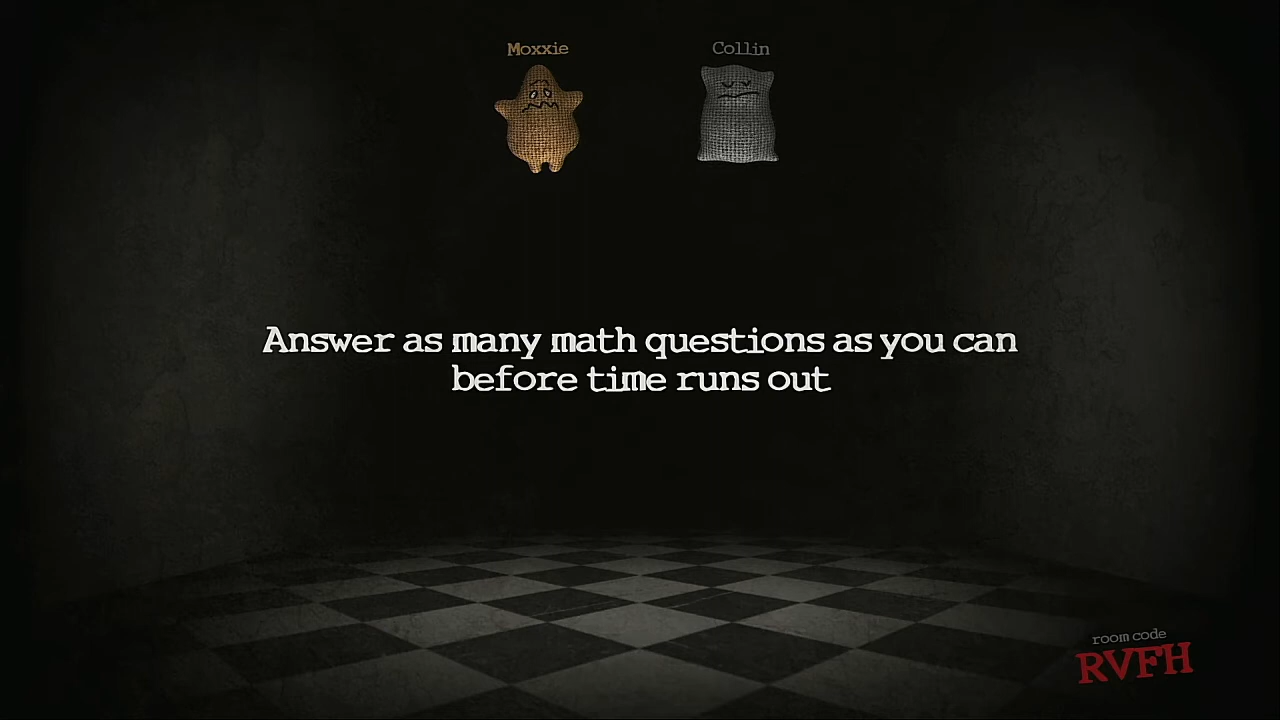 Moxxie
Collin
Answer as many math questions as you can
before time runs out
room code
RVFH